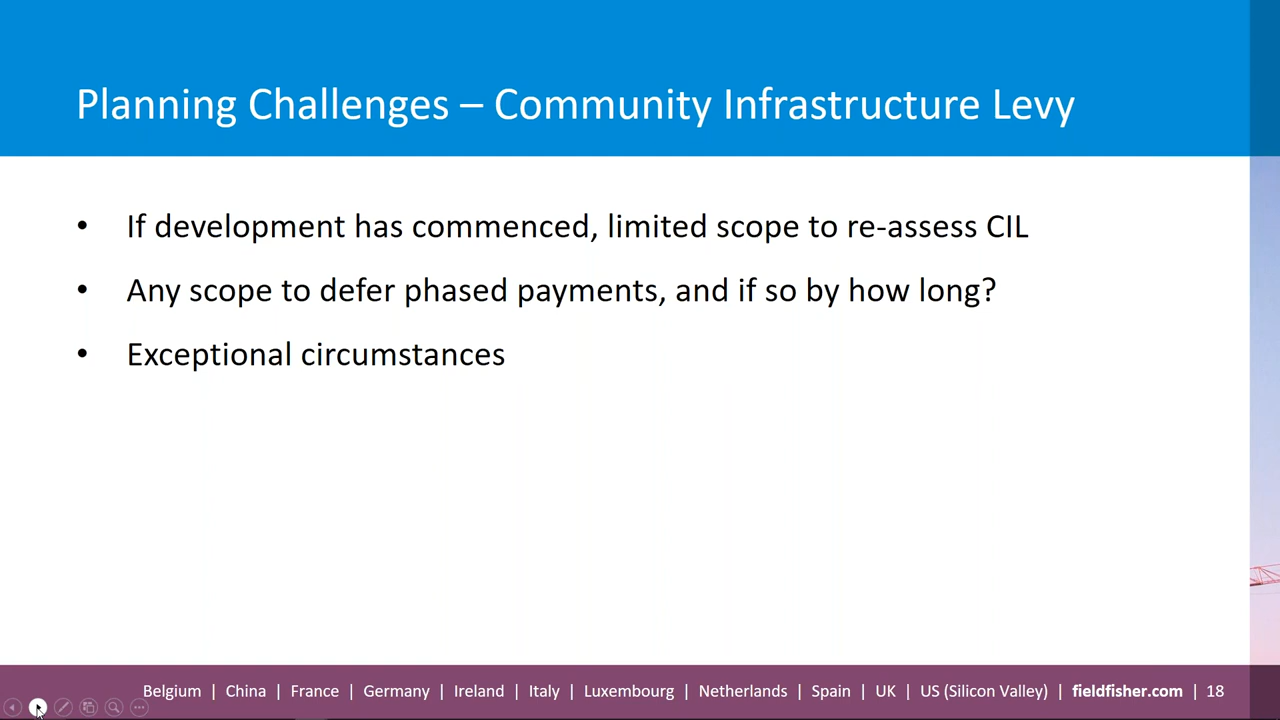 Planning Challenges – Community Infrastructure Levy
• If development has commenced, limited scope to re-assess CIL
• Any scope to defer phased payments, and if so by how long?
• Exceptional circumstances
Belgium | China | France | Germany | Ireland | Italy | Luxembourg | Netherlands | Spain | UK | US (Silicon Valley) | fieldfisher.com | 18